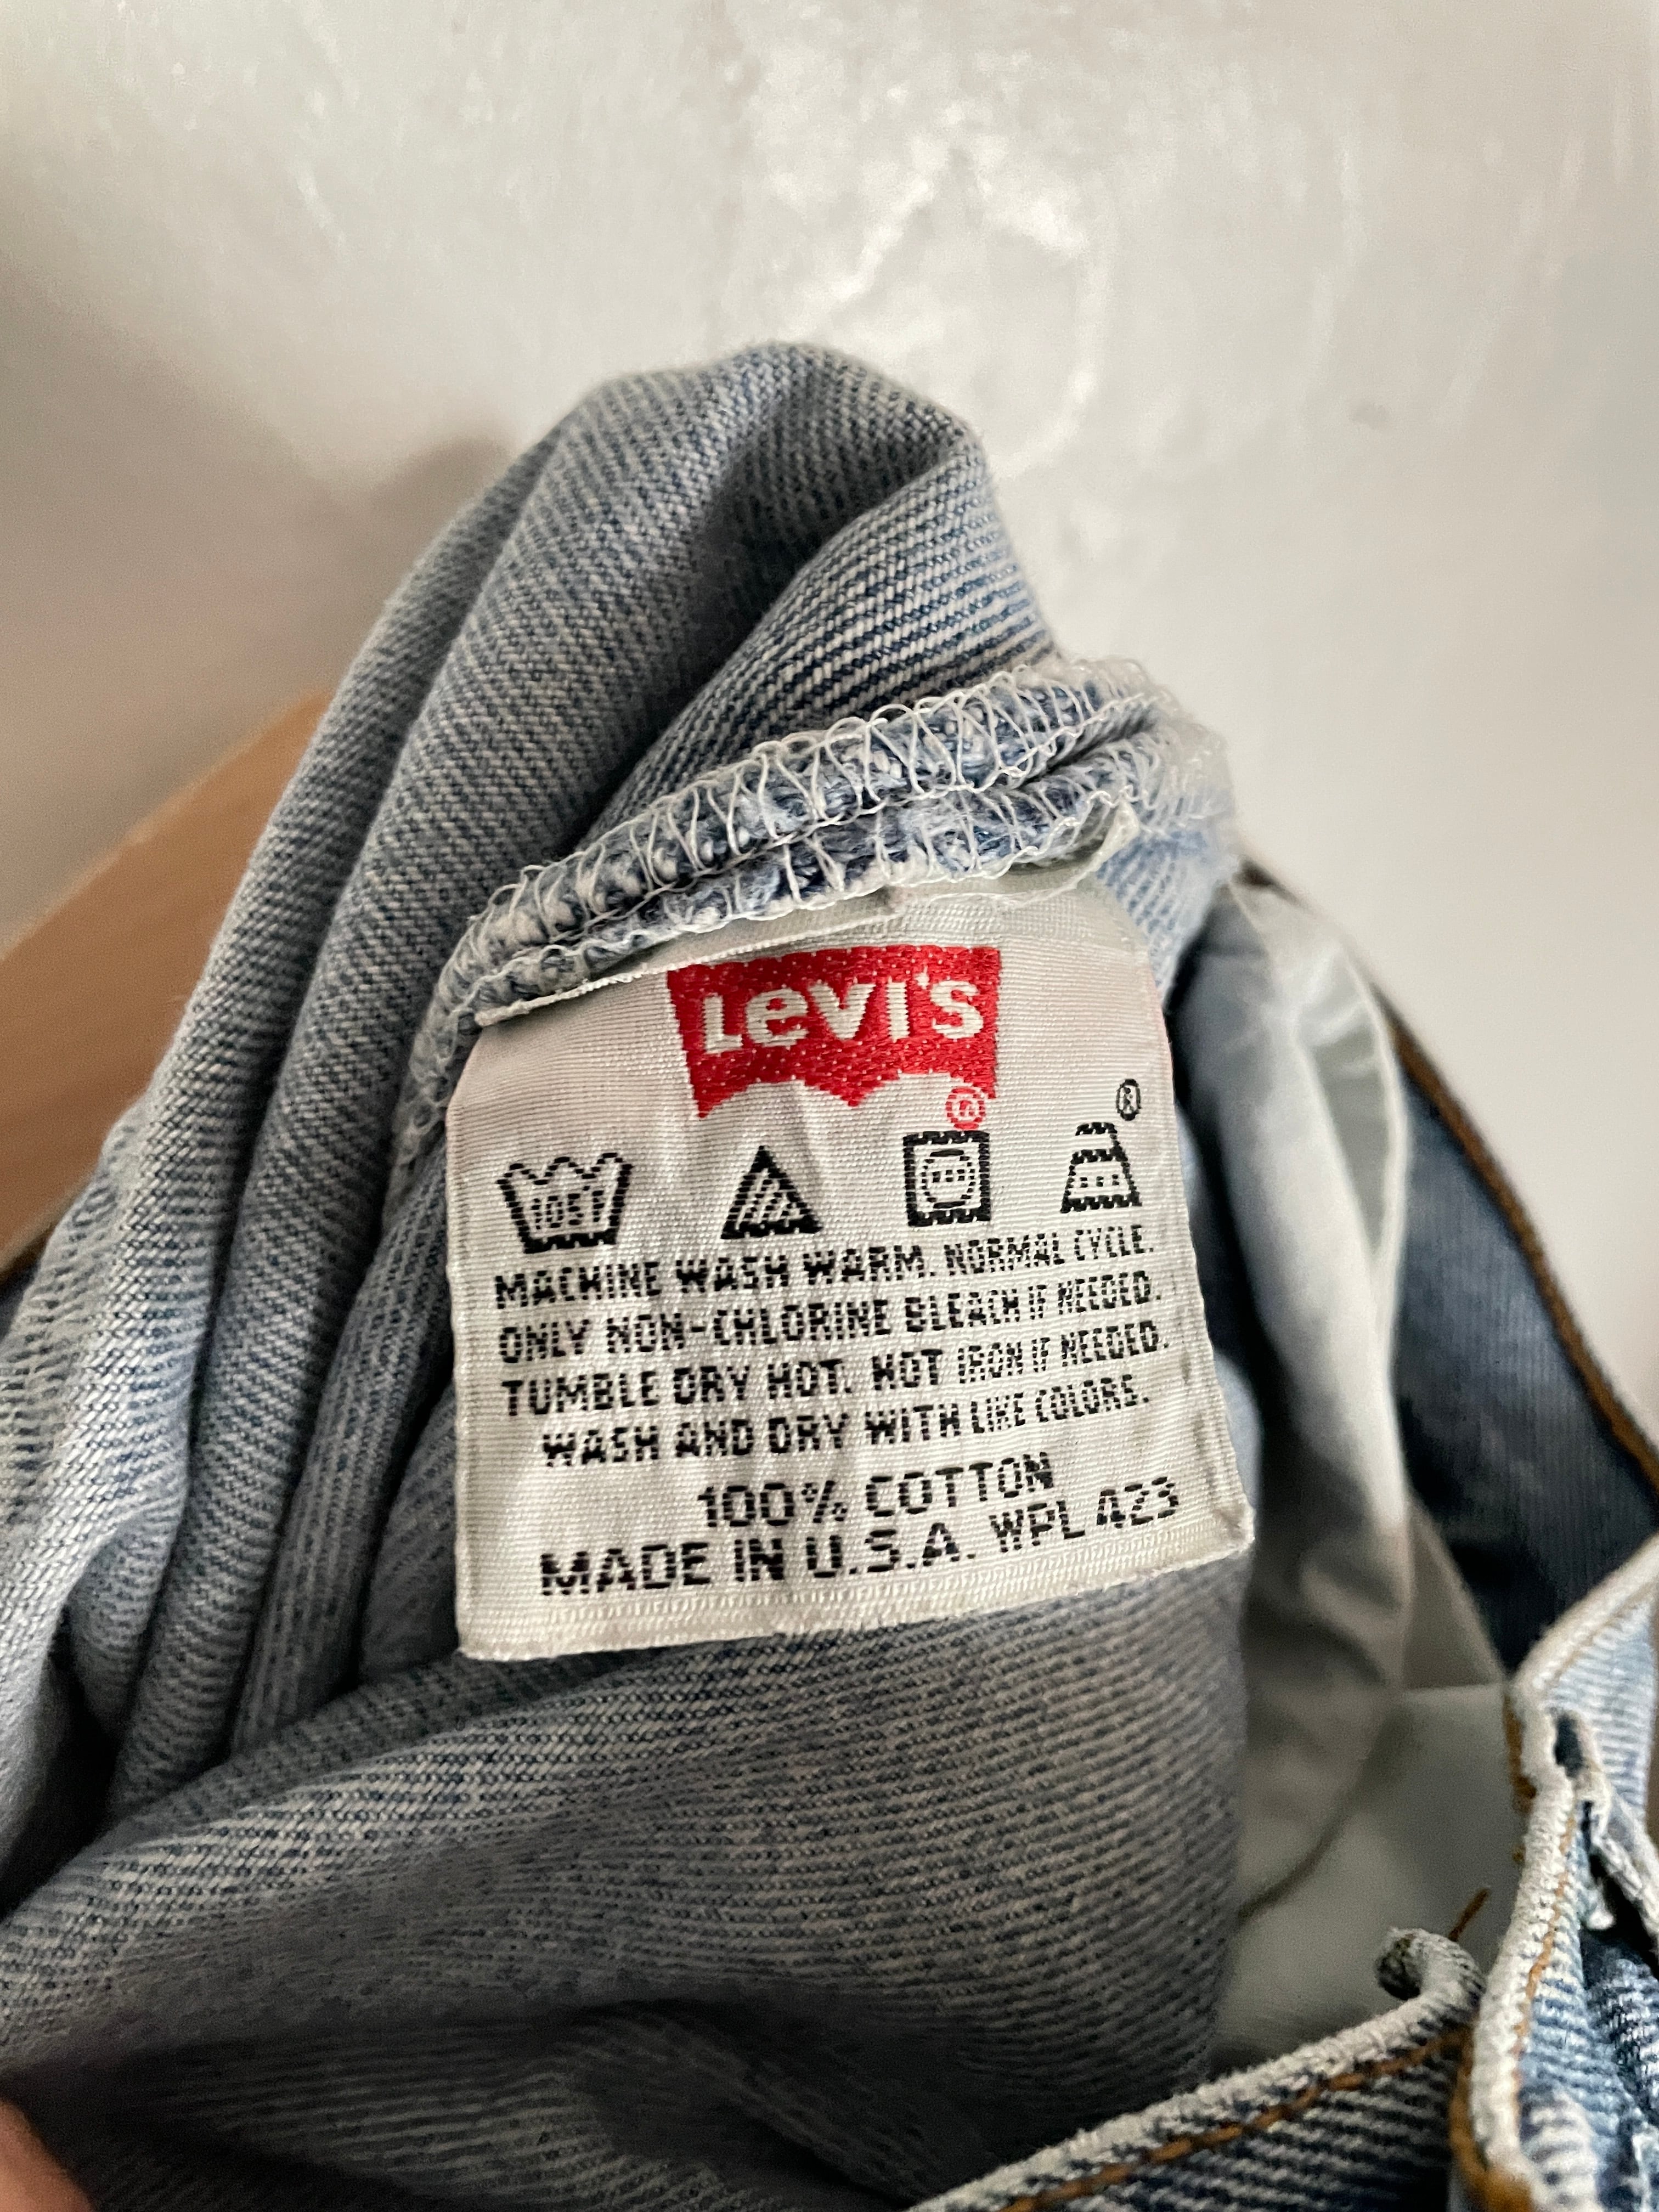 LEVI'S
®
®
105F
MACHINE WASH WARM. NORMAL CYCLE.
ONLY NON-CHLORINE BLEACH IF NEEDED.
TUMBLE DRY HOT. HOT IRON IF NEEDED.
WASH AND DRY WITH LIKE COLORS.
100% COTTON
MADE IN U.S.A. WPL 423